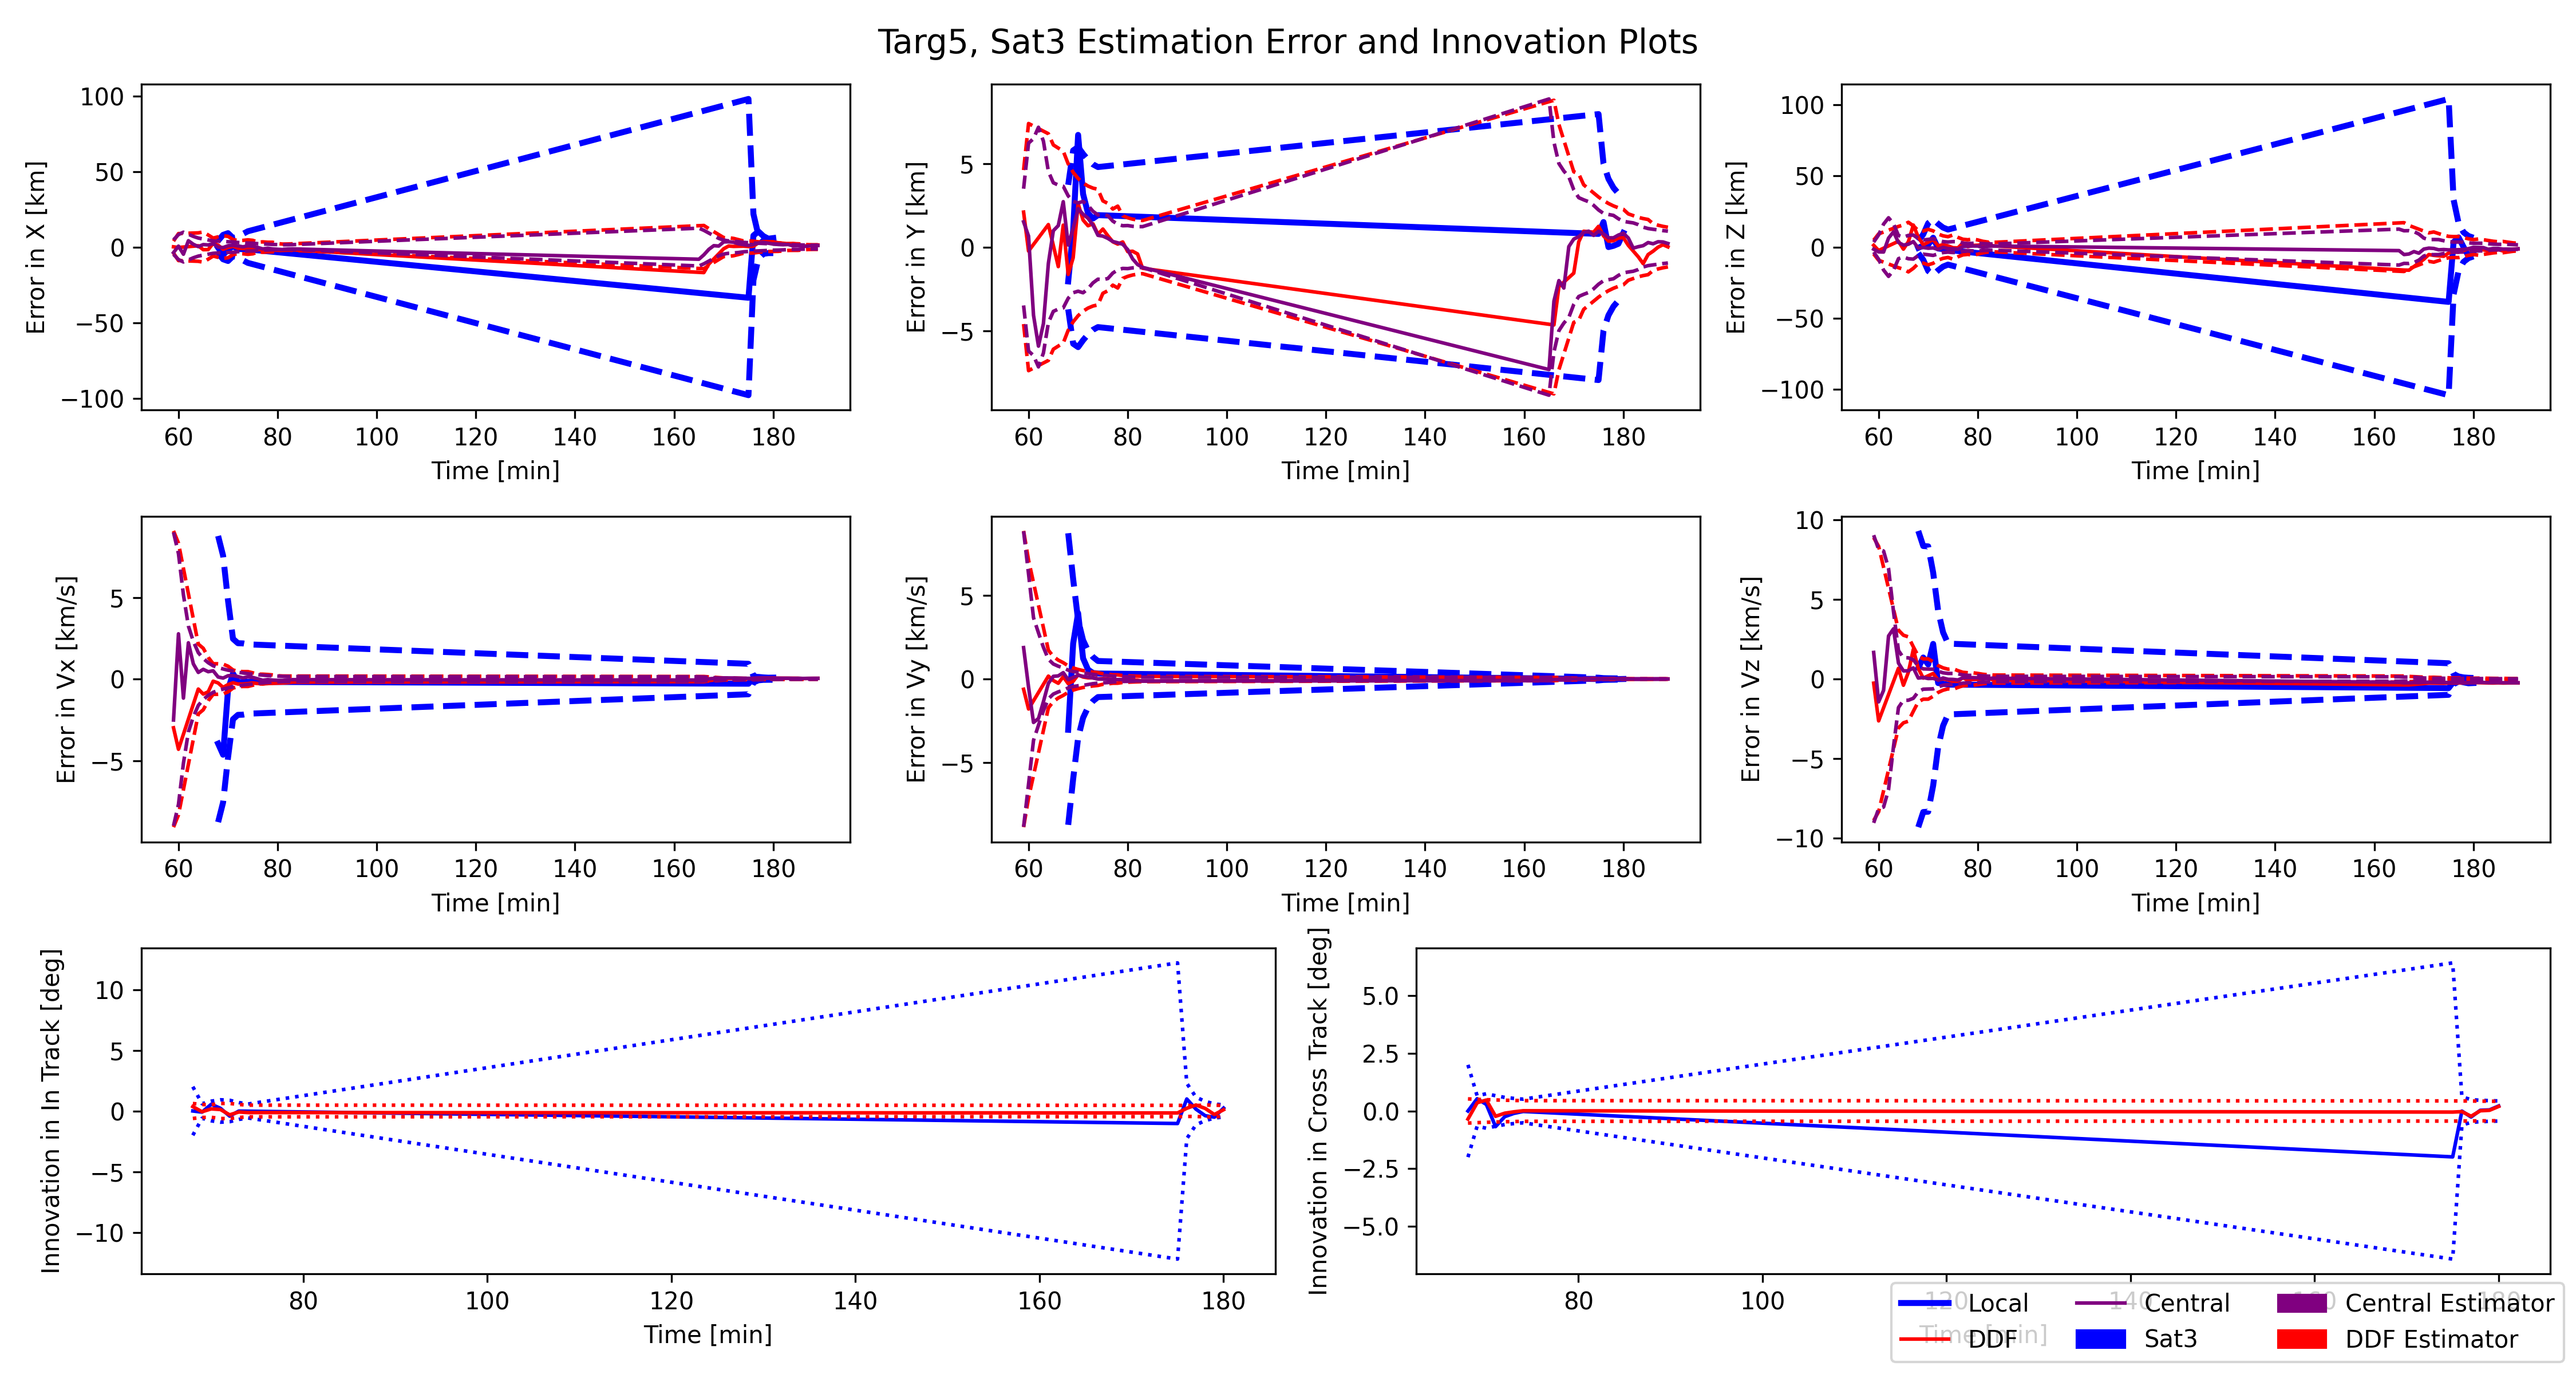 Targ5, Sat3 Estimation Error and Innovation Plots
Error in X [km]
100
50
0
−50
−100
60 80 100 120 140 160 180
Time [min]
Error in Y [km]
5
0
−5
60 80 100 120 140 160 180
Time [min]
Error in Z [km]
100
50
0
−50
−100
60 80 100 120 140 160 180
Time [min]
Error in Vx [km/s]
5
0
−5
60 80 100 120 140 160 180
Time [min]
Error in Vy [km/s]
5
0
−5
60 80 100 120 140 160 180
Time [min]
Error in Vz [km/s]
10
5
0
−5
−10
60 80 100 120 140 160 180
Time [min]
Innovation in In Track [deg]
10
5
0
−5
−10
80 100 120 140 160 180
Time [min]
Innovation in Cross Track [deg]
5.0
2.5
0.0
−2.5
−5.0
80 100 120 140 160 180
Time [min]
Local Central Central Estimator
DDF Sat3 DDF Estimator